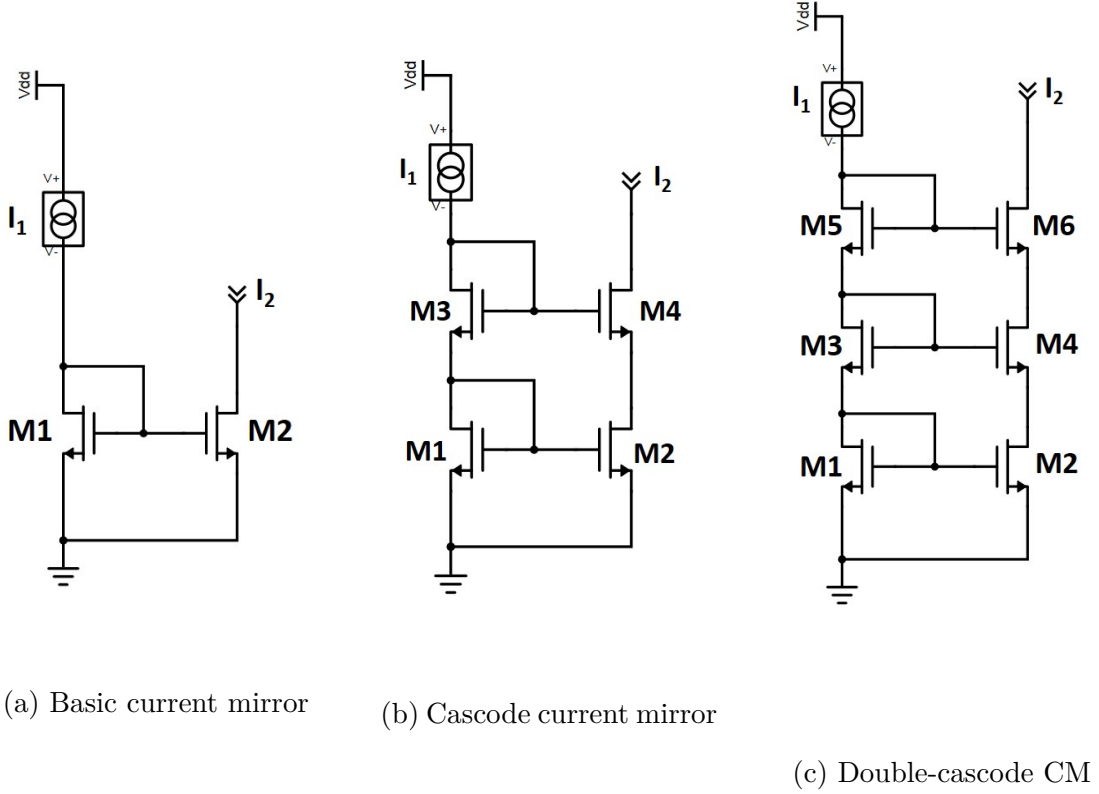 Vdd
V+
I1
V-
I2
M1
M2
(a) Basic current mirror
Vdd
V+
I1
V-
I2
M3
M4
M1
M2
(b) Cascode current mirror
Vdd
V+
I1
V-
I2
M5
M6
M3
M4
M1
M2
(c) Double-cascode CM